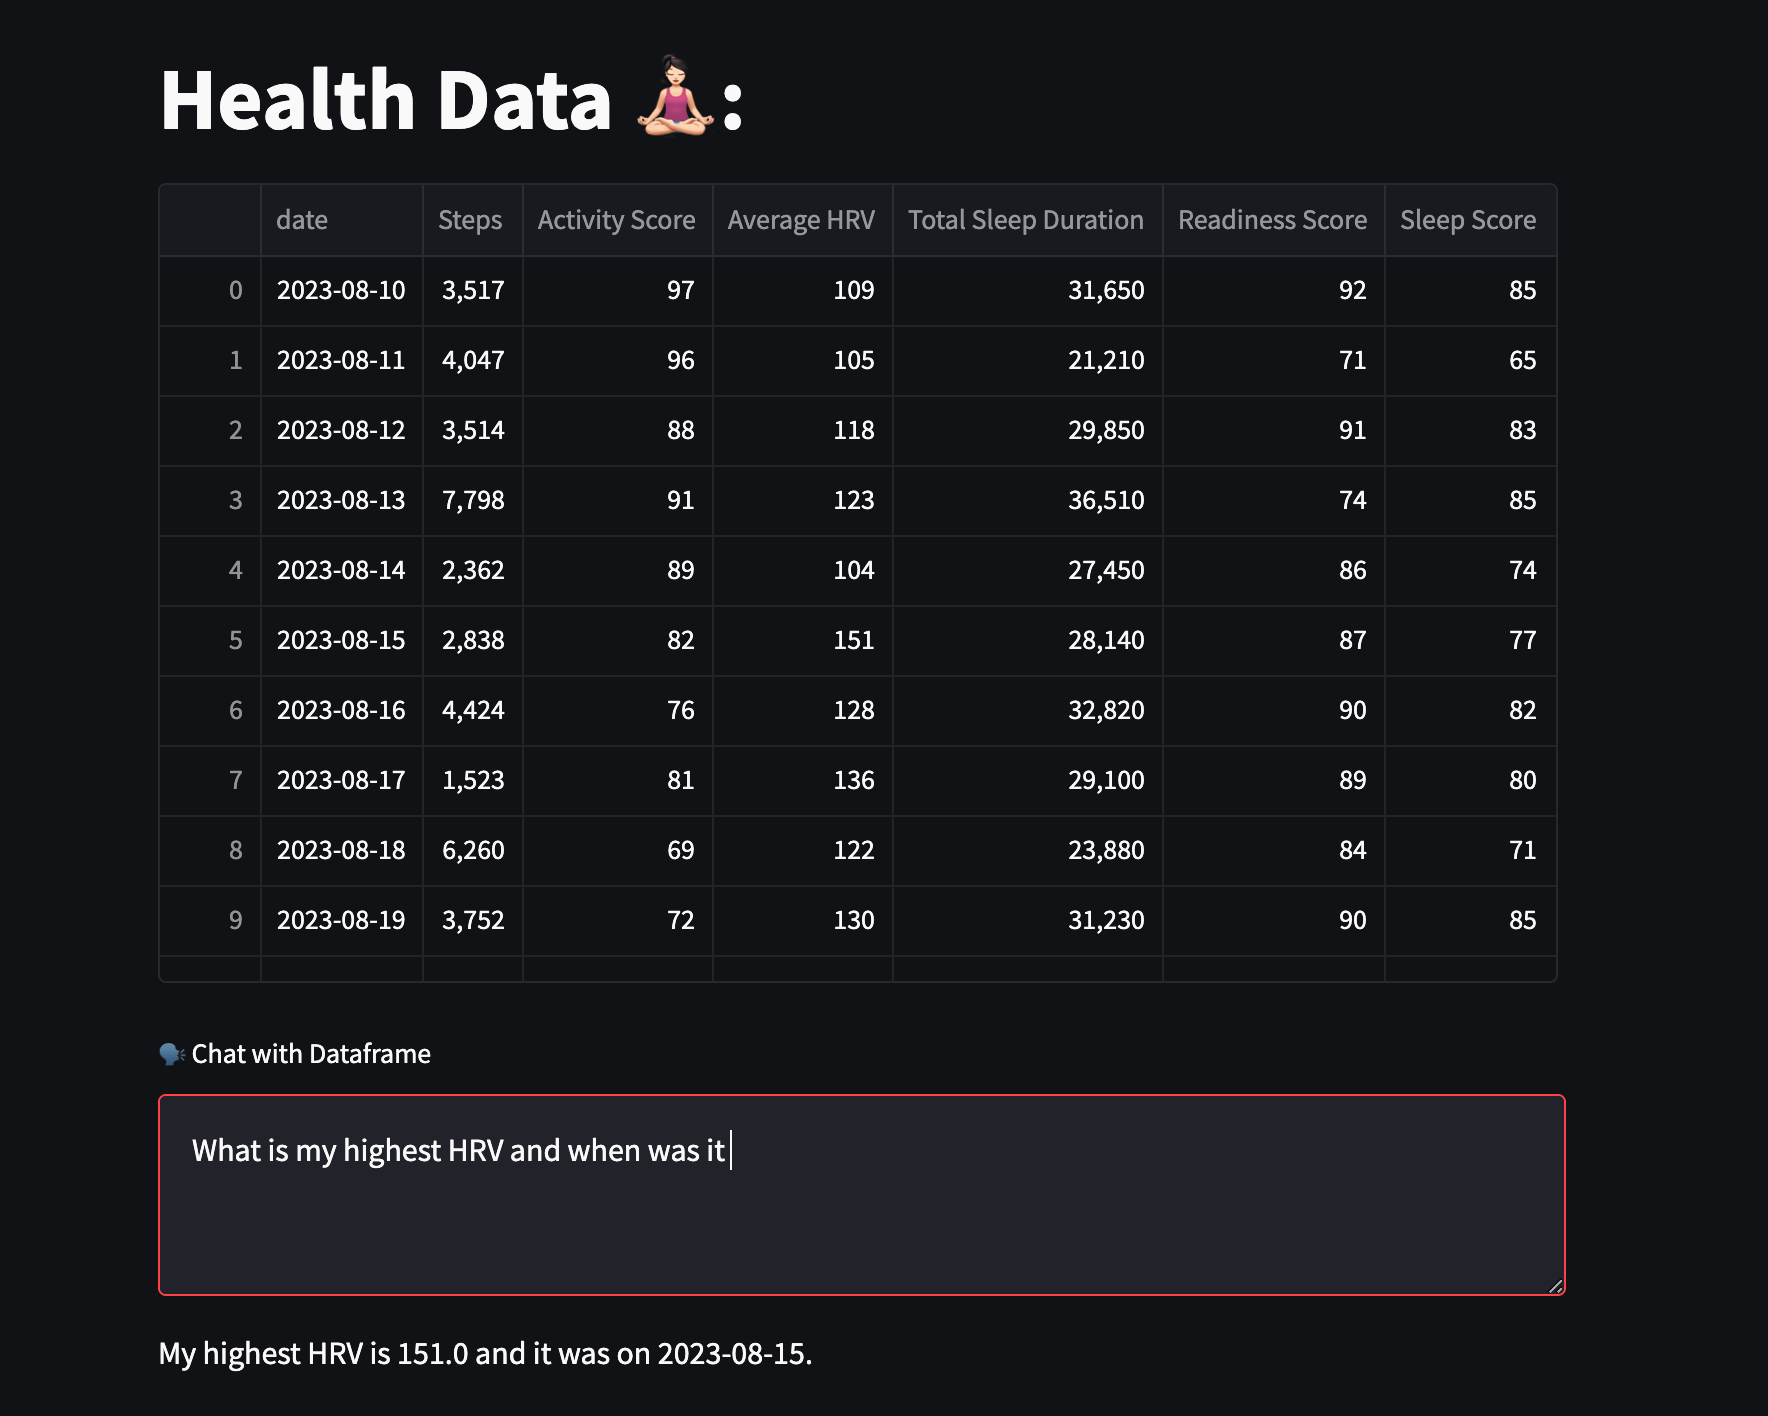 Health Data 🧘🏻‍♀️:
date Steps Activity Score Average HRV Total Sleep Duration Readiness Score Sleep Score
0 2023-08-10 3,517 97 109 31,650 92 85
1 2023-08-11 4,047 96 105 21,210 71 65
2 2023-08-12 3,514 88 118 29,850 91 83
3 2023-08-13 7,798 91 123 36,510 74 85
4 2023-08-14 2,362 89 104 27,450 86 74
5 2023-08-15 2,838 82 151 28,140 87 77
6 2023-08-16 4,424 76 128 32,820 90 82
7 2023-08-17 1,523 81 136 29,100 89 80
8 2023-08-18 6,260 69 122 23,880 84 71
9 2023-08-19 3,752 72 130 31,230 90 85
🗣️ Chat with Dataframe
What is my highest HRV and when was it
My highest HRV is 151.0 and it was on 2023-08-15.